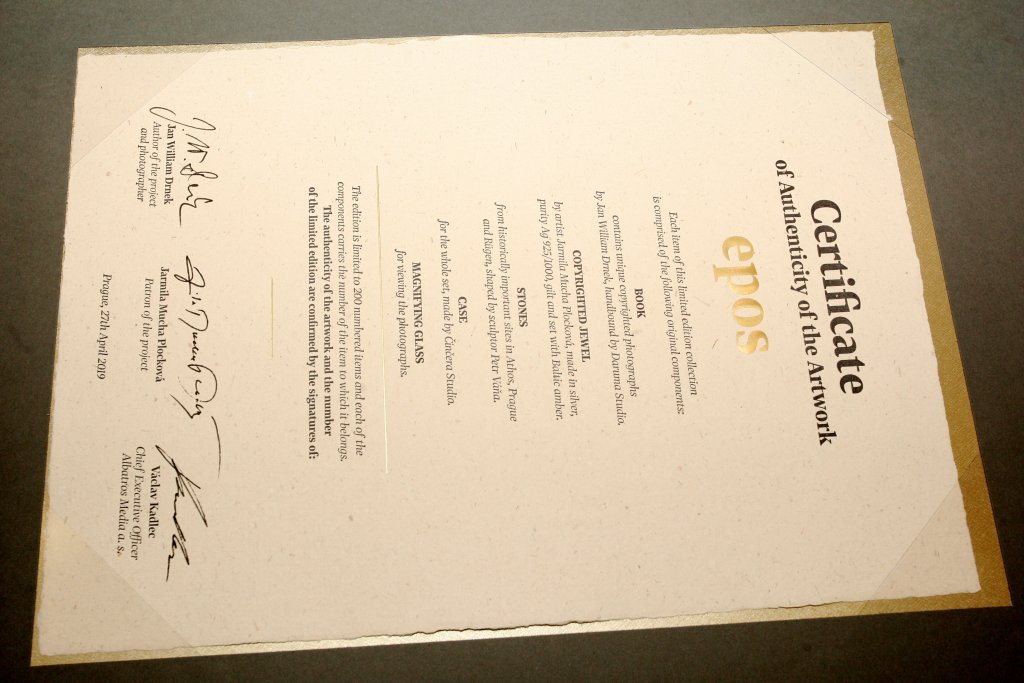 Certificate
of Authenticity of the Artwork
epos
Each item of this limited edition collection
is comprised of the following original components:
BOOK
contains unique copyrighted photographs
by Jan William Drnek, handbound by Daruma Studio.
COPYRIGHTED JEWEL
by artist Jarmila Mucha Plocková, made in silver,
purity Ag 925/1000, gilt and set with Baltic amber.
STONES
from historically important sites in Athos, Prague
and Rügen, shaped by sculptor Petr Váňa.
CASE
for the whole set, made by Činčera Studio.
MAGNIFYING GLASS
for viewing the photographs.
The edition is limited to 200 numbered items and each of the
components carries the number of the item to which it belongs.
The authenticity of the artwork and the number
of the limited edition are confirmed by the signatures of:
Jan William Drnek
Author of the project
and photographer
Jarmila Mucha Plocková
Patron of the project
Václav Kadlec
Chief Executive Officer
Albatros Media a. s.
Prague, 27th April 2019